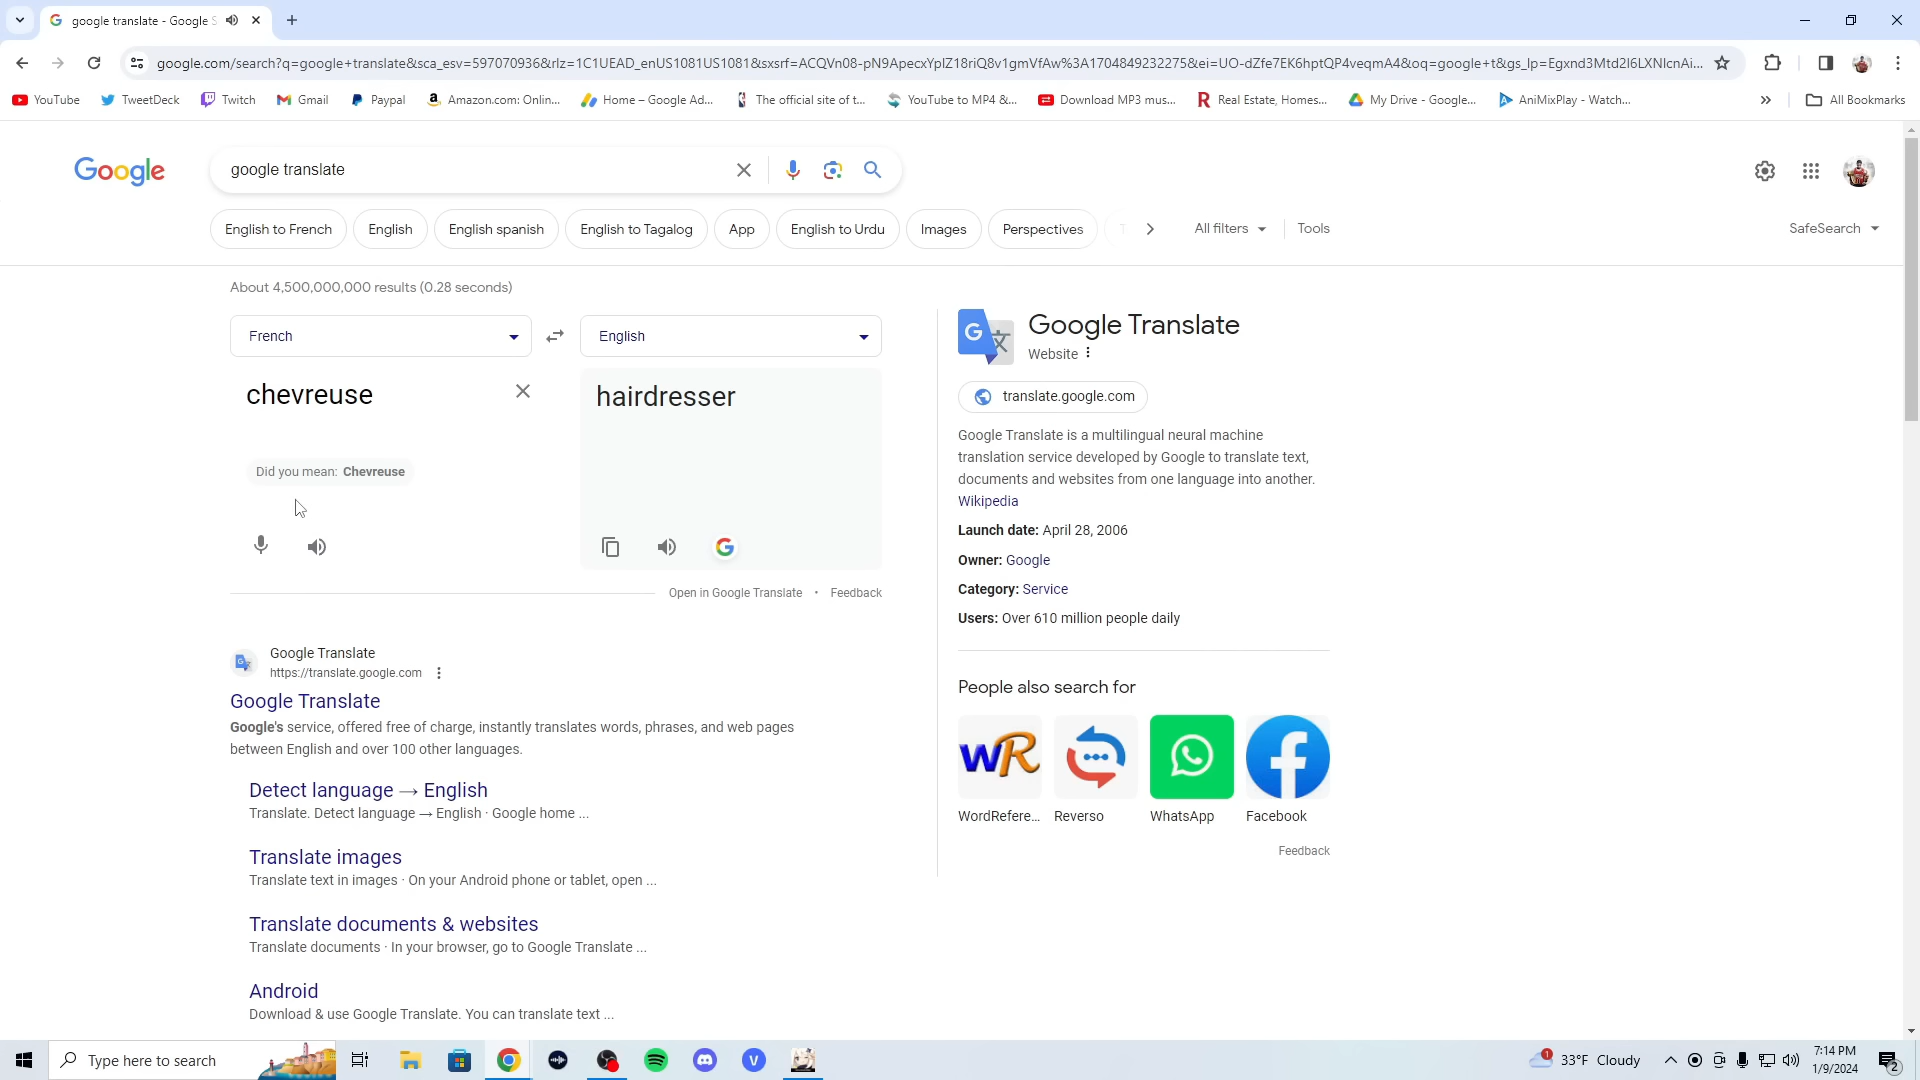 google translate - Google S
google.com/search?q=google+translate&sca_esv=597070936&rlz=1C1UEAD_enUS1081US1081&sxsrf=ACQVn08-pN9ApecxYpIZ18riQ8v1gmVfAw%3A1704849232275&ei=UO-dZfe7EK6hptQP4veqmA4&oq=google+t&gs_lp=Egxnd3Mtd2l6LXNlcnAi...
YouTube TweetDeck Twitch Gmail Paypal Amazon.com: Onlin... Home – Google Ad... The official site of t... YouTube to MP4 &... Download MP3 mus... Real Estate, Homes... My Drive - Google... AniMixPlay - Watch... » All Bookmarks
Google google translate
English to French English English spanish English to Tagalog App English to Urdu Images Perspectives All filters Tools SafeSearch
About 4,500,000,000 results (0.28 seconds)
French English
chevreuse hairdresser
Did you mean: Chevreuse
Open in Google Translate • Feedback
Google Translate
https://translate.google.com
Google Translate
Google's service, offered free of charge, instantly translates words, phrases, and web pages
between English and over 100 other languages.
Detect language → English
Translate. Detect language → English · Google home ...
Translate images
Translate text in images · On your Android phone or tablet, open ...
Translate documents & websites
Translate documents · In your browser, go to Google Translate ...
Android
Download & use Google Translate. You can translate text ...
Google Translate
Website
translate.google.com
Google Translate is a multilingual neural machine
translation service developed by Google to translate text,
documents and websites from one language into another.
Wikipedia
Launch date: April 28, 2006
Owner: Google
Category: Service
Users: Over 610 million people daily
People also search for
WordRefere... Reverso WhatsApp Facebook
Feedback
Type here to search
33°F Cloudy
7:14 PM
1/9/2024
2